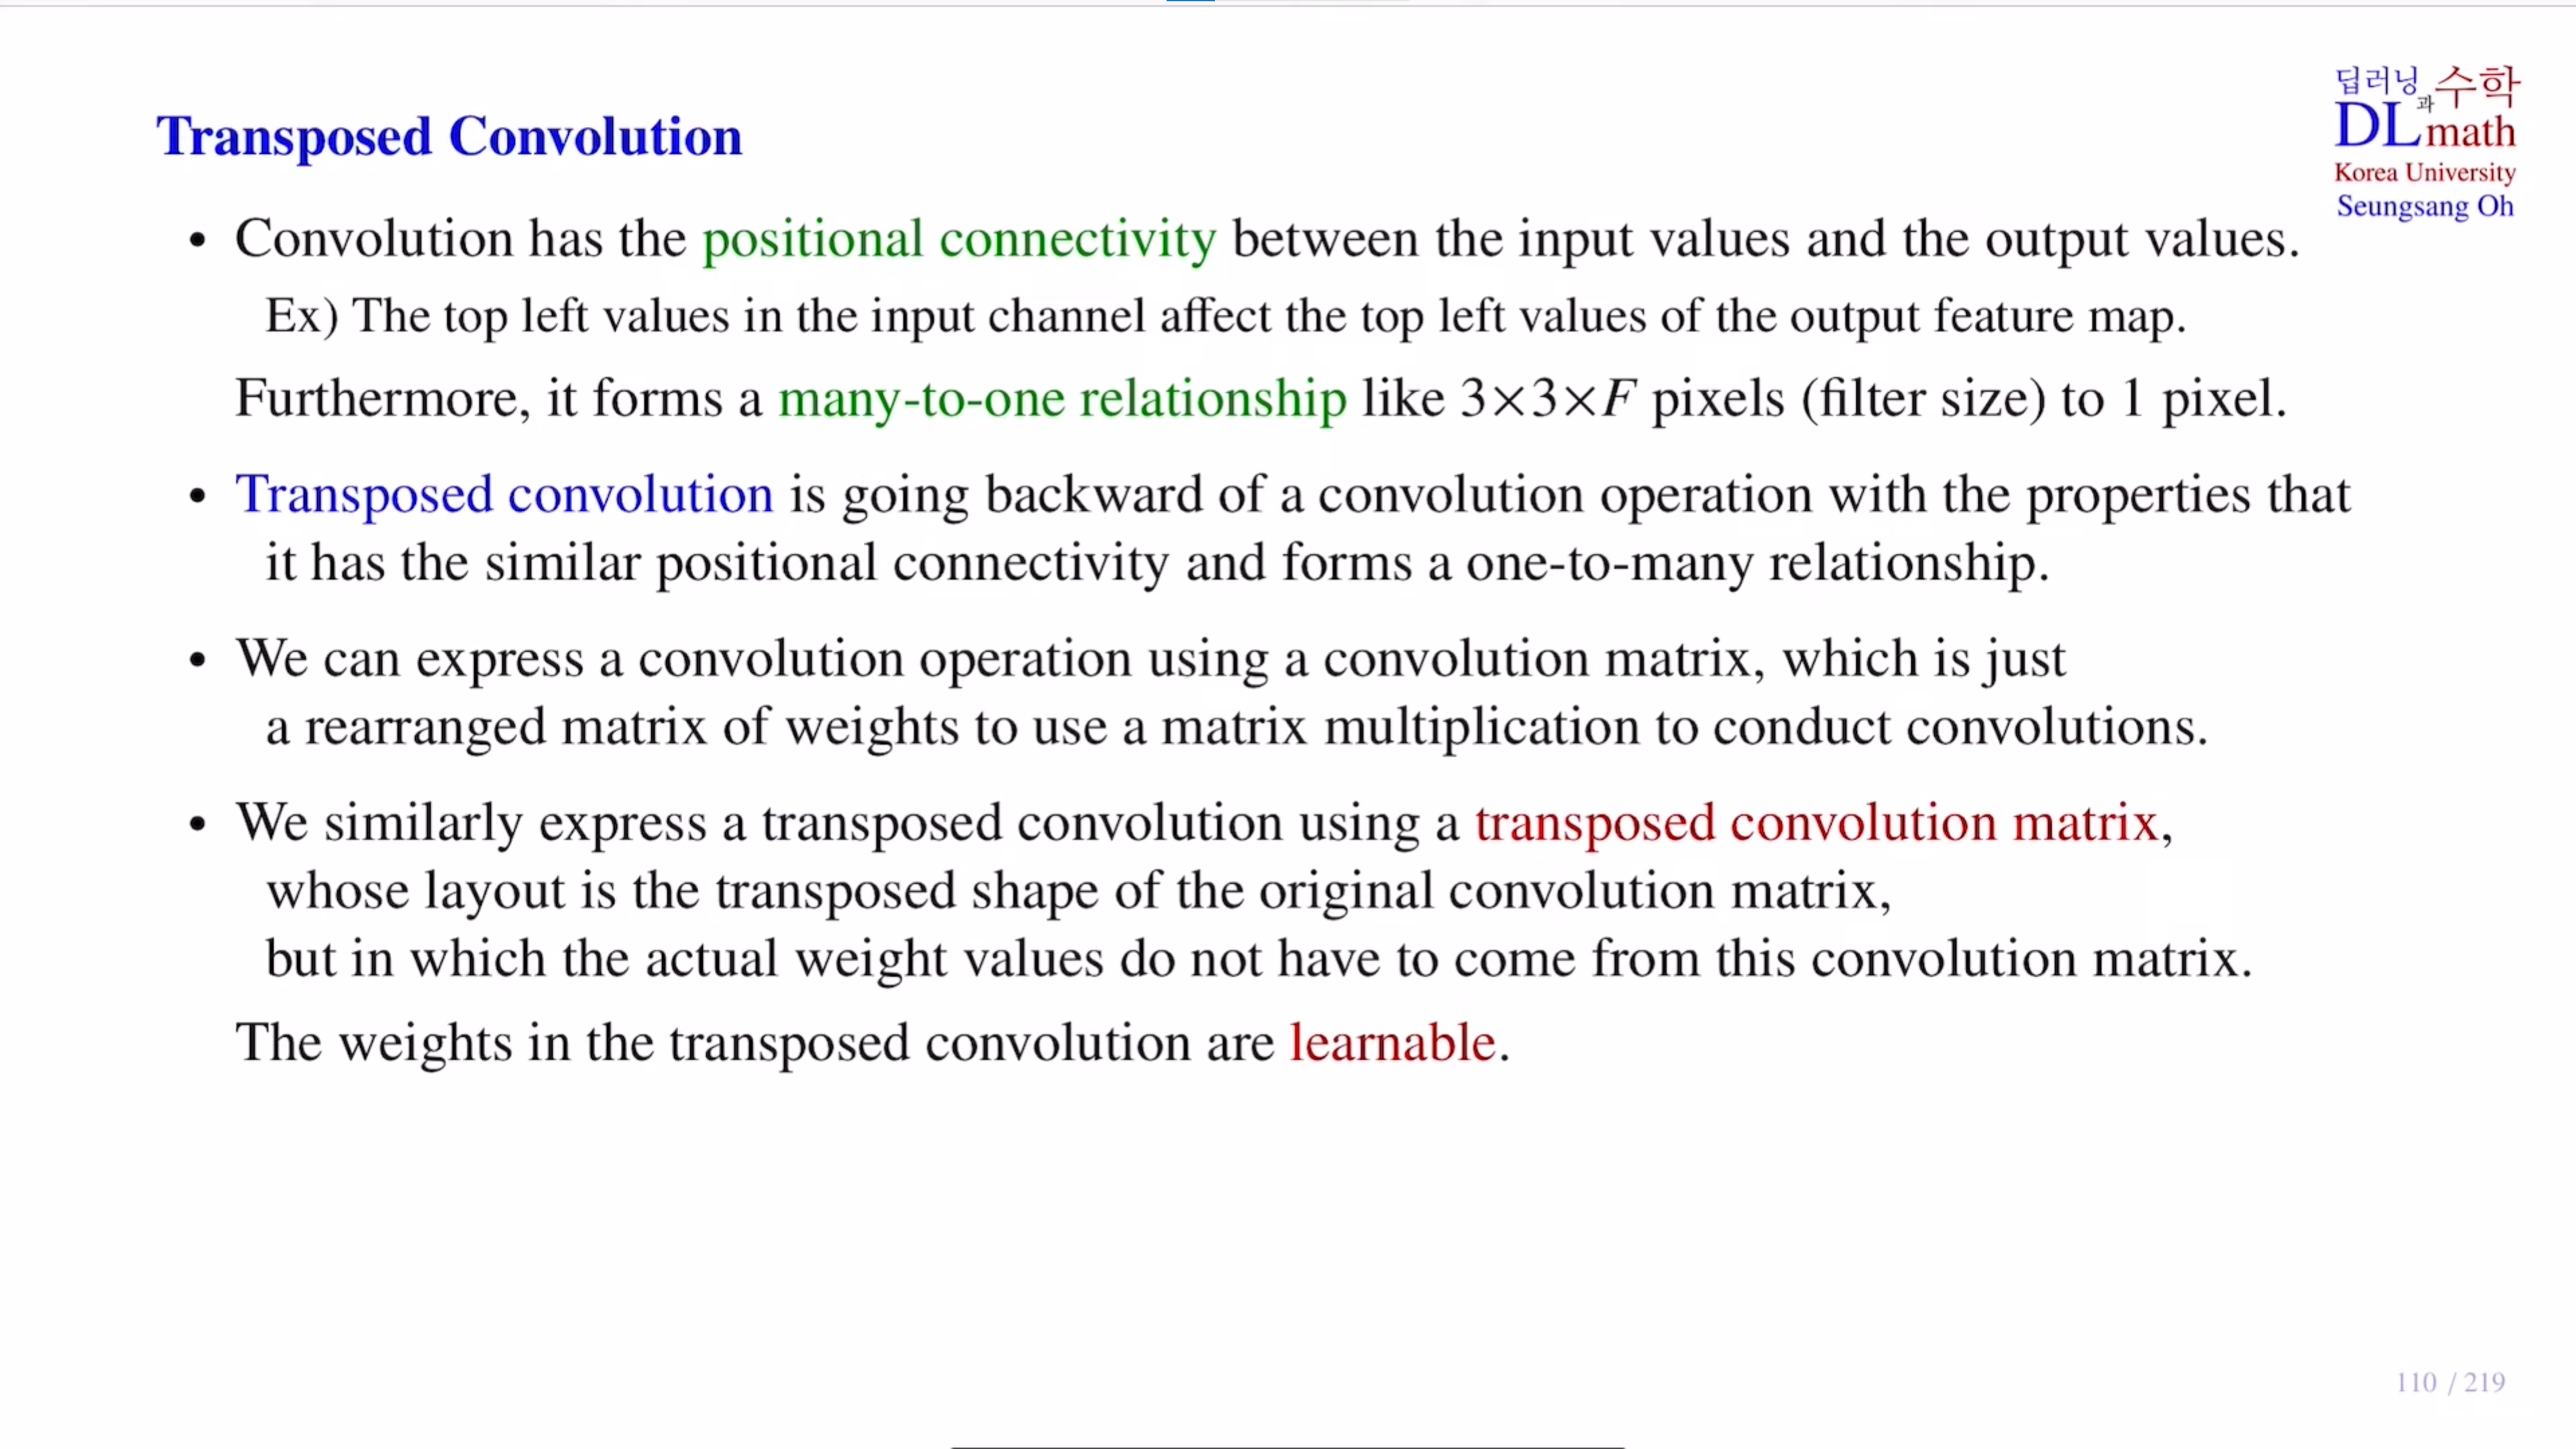 딥러닝과 수학
DL math
Korea University
Seungsang Oh
Transposed Convolution
• Convolution has the positional connectivity between the input values and the output values.
Ex) The top left values in the input channel affect the top left values of the output feature map.
Furthermore, it forms a many-to-one relationship like 3×3×F pixels (filter size) to 1 pixel.
• Transposed convolution is going backward of a convolution operation with the properties that
it has the similar positional connectivity and forms a one-to-many relationship.
• We can express a convolution operation using a convolution matrix, which is just
a rearranged matrix of weights to use a matrix multiplication to conduct convolutions.
• We similarly express a transposed convolution using a transposed convolution matrix,
whose layout is the transposed shape of the original convolution matrix,
but in which the actual weight values do not have to come from this convolution matrix.
The weights in the transposed convolution are learnable.
110 / 219